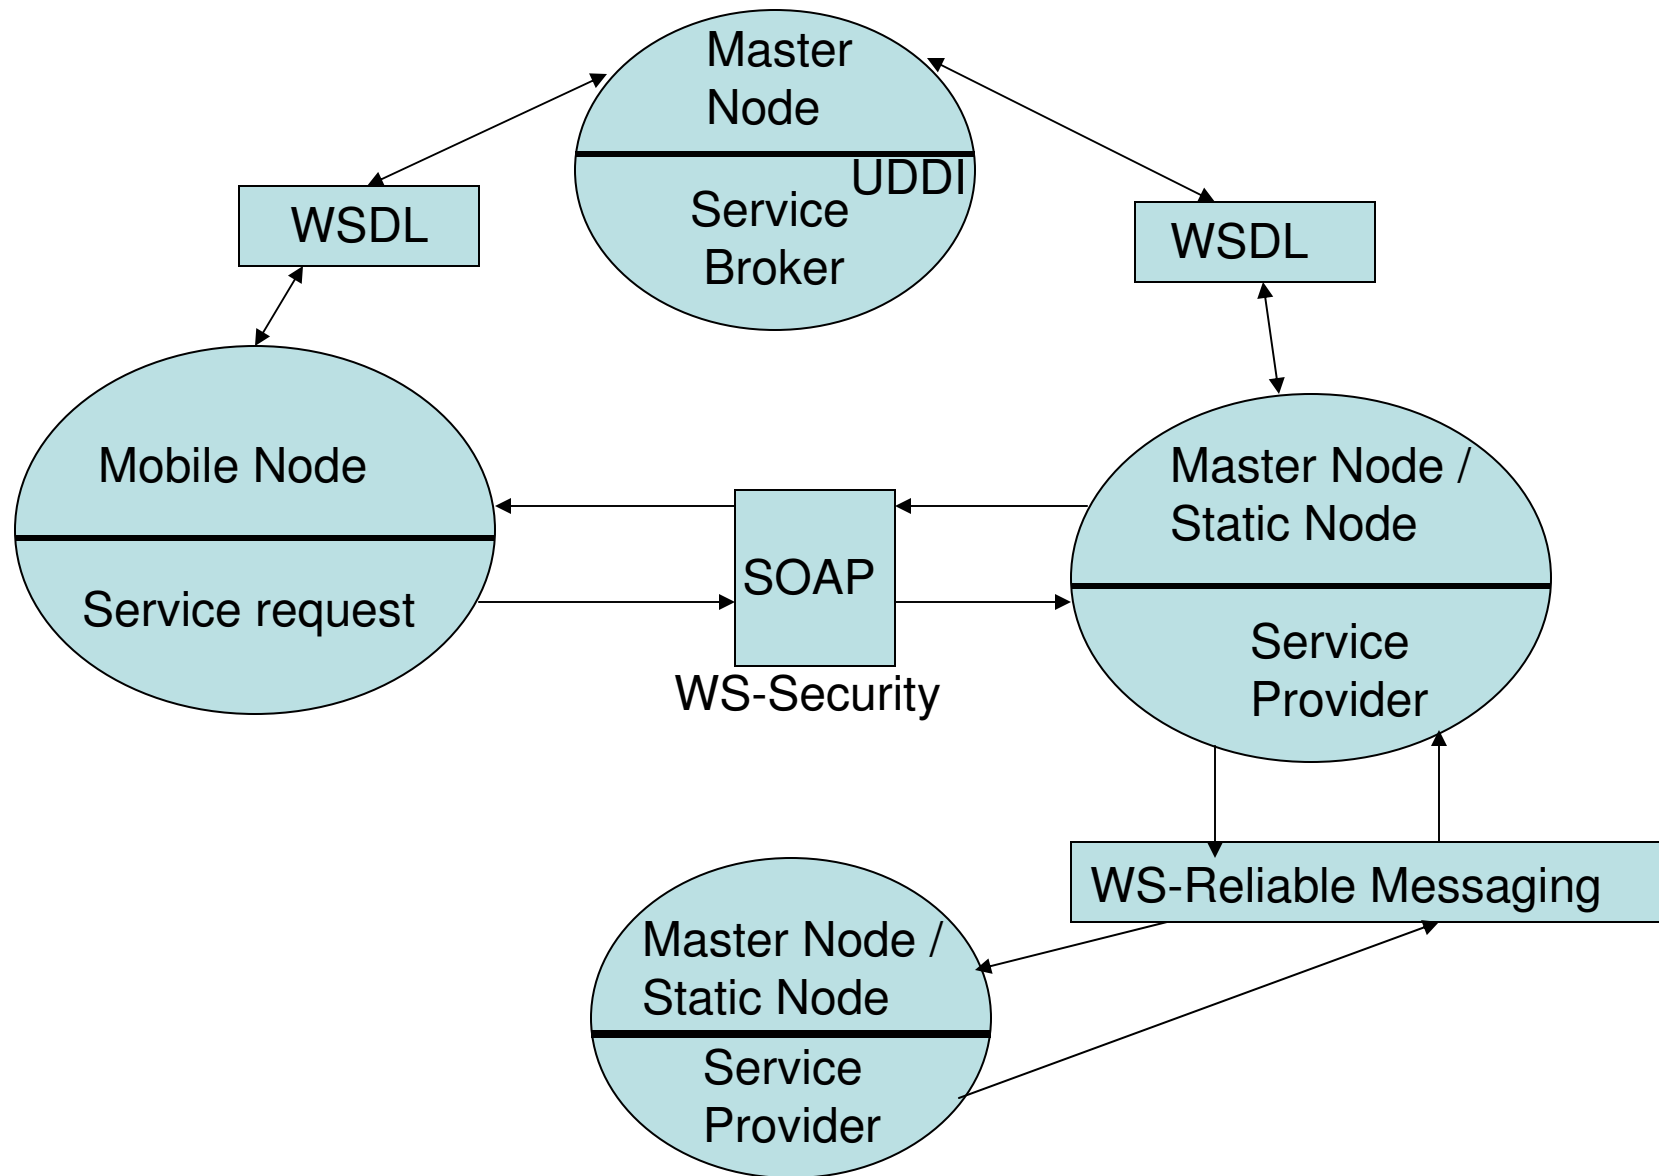 Master
Node
UDDI
Service
Broker
WSDL
WSDL
Mobile Node
Service request
SOAP
WS-Security
Master Node /
Static Node
Service
Provider
WS-Reliable Messaging
Master Node /
Static Node
Service
Provider